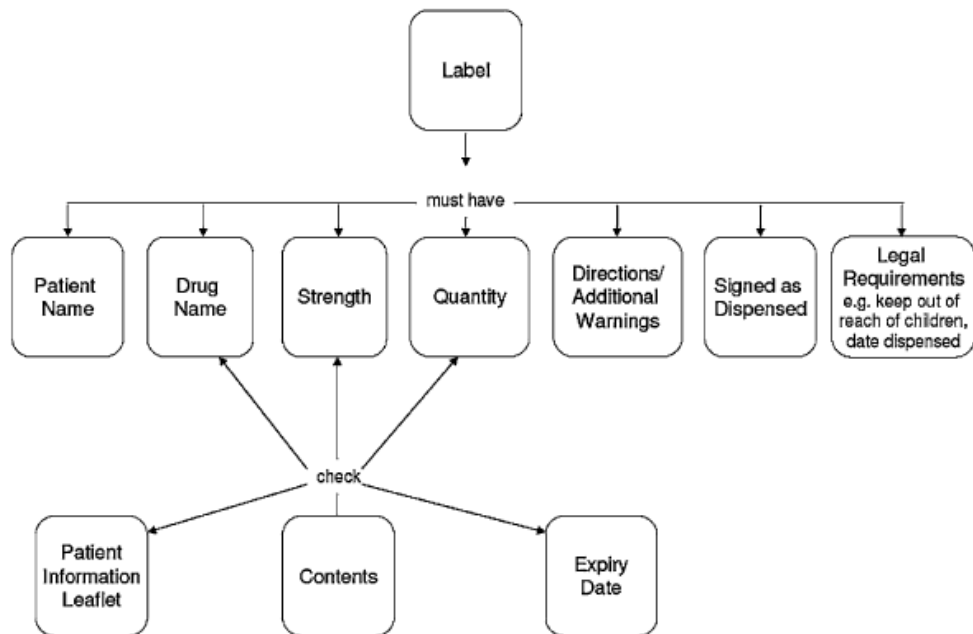 Label
must have
Patient
Name
Drug
Name
Strength
Quantity
Directions/
Additional
Warnings
Signed as
Dispensed
Legal
Requirements
e.g. keep out of
reach of children,
date dispensed
check
Patient
Information
Leaflet
Contents
Expiry
Date